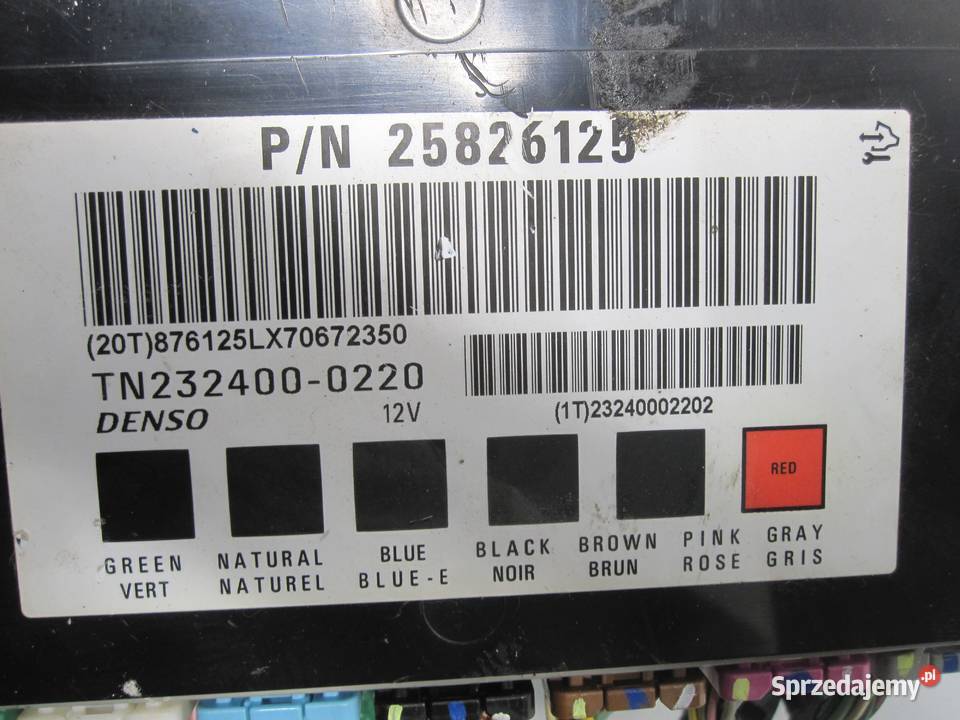 P/N 25826125
(20T)876125LX70672350
TN232400-0220
DENSO 12V
(1T)23240002202
RED
GREEN NATURAL BLUE BLACK BROWN PINK GRAY
VERT NATUREL BLUE-E NOIR BRUN ROSE GRIS
Sprzedajemy.pl